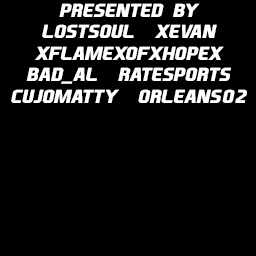 PRESENTED BY
LOSTSOUL XEVAN
XFLAMEXOFXHOPEX
BAD_AL RATESPORTS
CUJOMATTY ORLEANS02